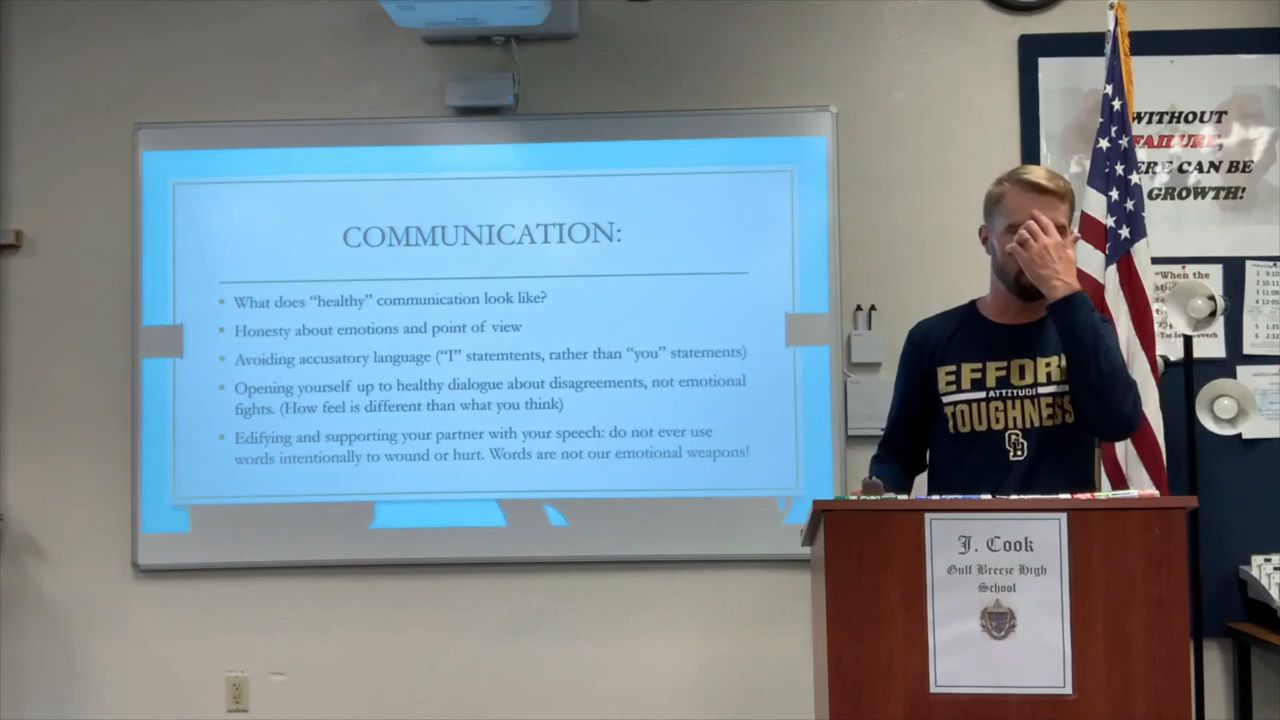 COMMUNICATION:
What does “healthy” communication look like?
Honesty about emotions and point of view
Avoiding accusatory language (“I” statemtents, rather than “you” statements)
Opening yourself up to healthy dialogue about disagreements, not emotional
fights. (How feel is different than what you think)
Edifying and supporting your partner with your speech: do not ever use
words intentionally to wound or hurt. Words are not our emotional weapons!
WITHOUT
FAILURE,
ERE CAN BE
GROWTH!
"When the
EFFORT
ATTITUDE
TOUGHNESS
GB
J. Cook
Gulf Breeze High
School